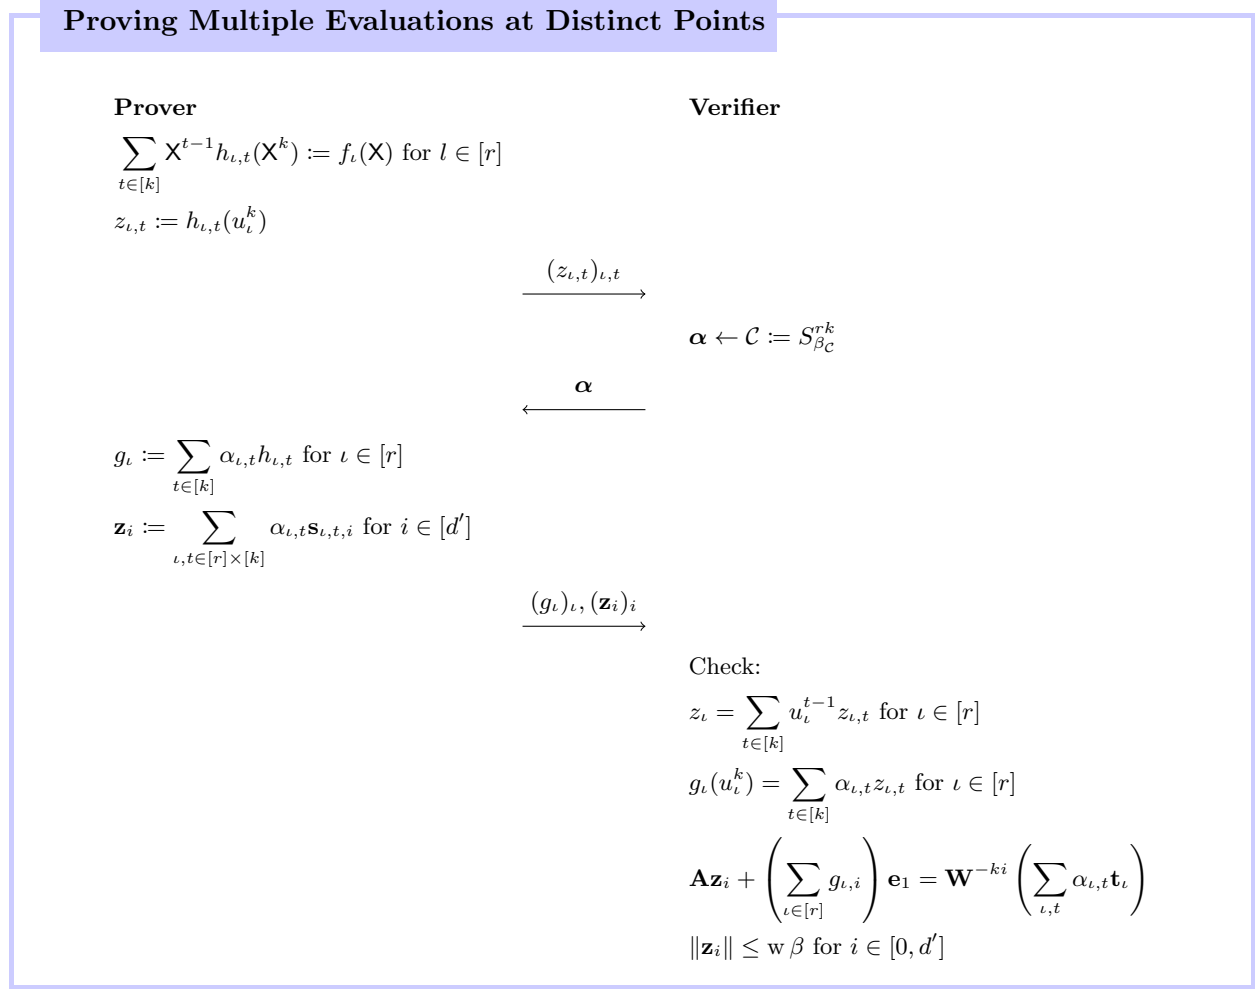 Proving Multiple Evaluations at Distinct Points
Prover Verifier
∑_{t∈[k]} X^{t−1} h_{ι,t}(X^k) ≔ f_ι(X) for l ∈ [r]
z_{ι,t} ≔ h_{ι,t}(u_ι^k)
(z_{ι,t})_{ι,t}
𝜶 ← 𝒞 ≔ S_{β_𝒞}^{rk}
𝜶
g_ι ≔ ∑_{t∈[k]} α_{ι,t} h_{ι,t} for ι ∈ [r]
𝐳_i ≔ ∑_{ι,t∈[r]×[k]} α_{ι,t} 𝐬_{ι,t,i} for i ∈ [d′]
(g_ι)_ι, (𝐳_i)_i
Check:
z_ι = ∑_{t∈[k]} u_ι^{t−1} z_{ι,t} for ι ∈ [r]
g_ι(u_ι^k) = ∑_{t∈[k]} α_{ι,t} z_{ι,t} for ι ∈ [r]
𝐀𝐳_i + (∑_{ι∈[r]} g_{ι,i}) 𝐞_1 = 𝐖^{−ki} (∑_{ι,t} α_{ι,t} 𝐭_ι)
‖𝐳_i‖ ≤ w β for i ∈ [0, d′]